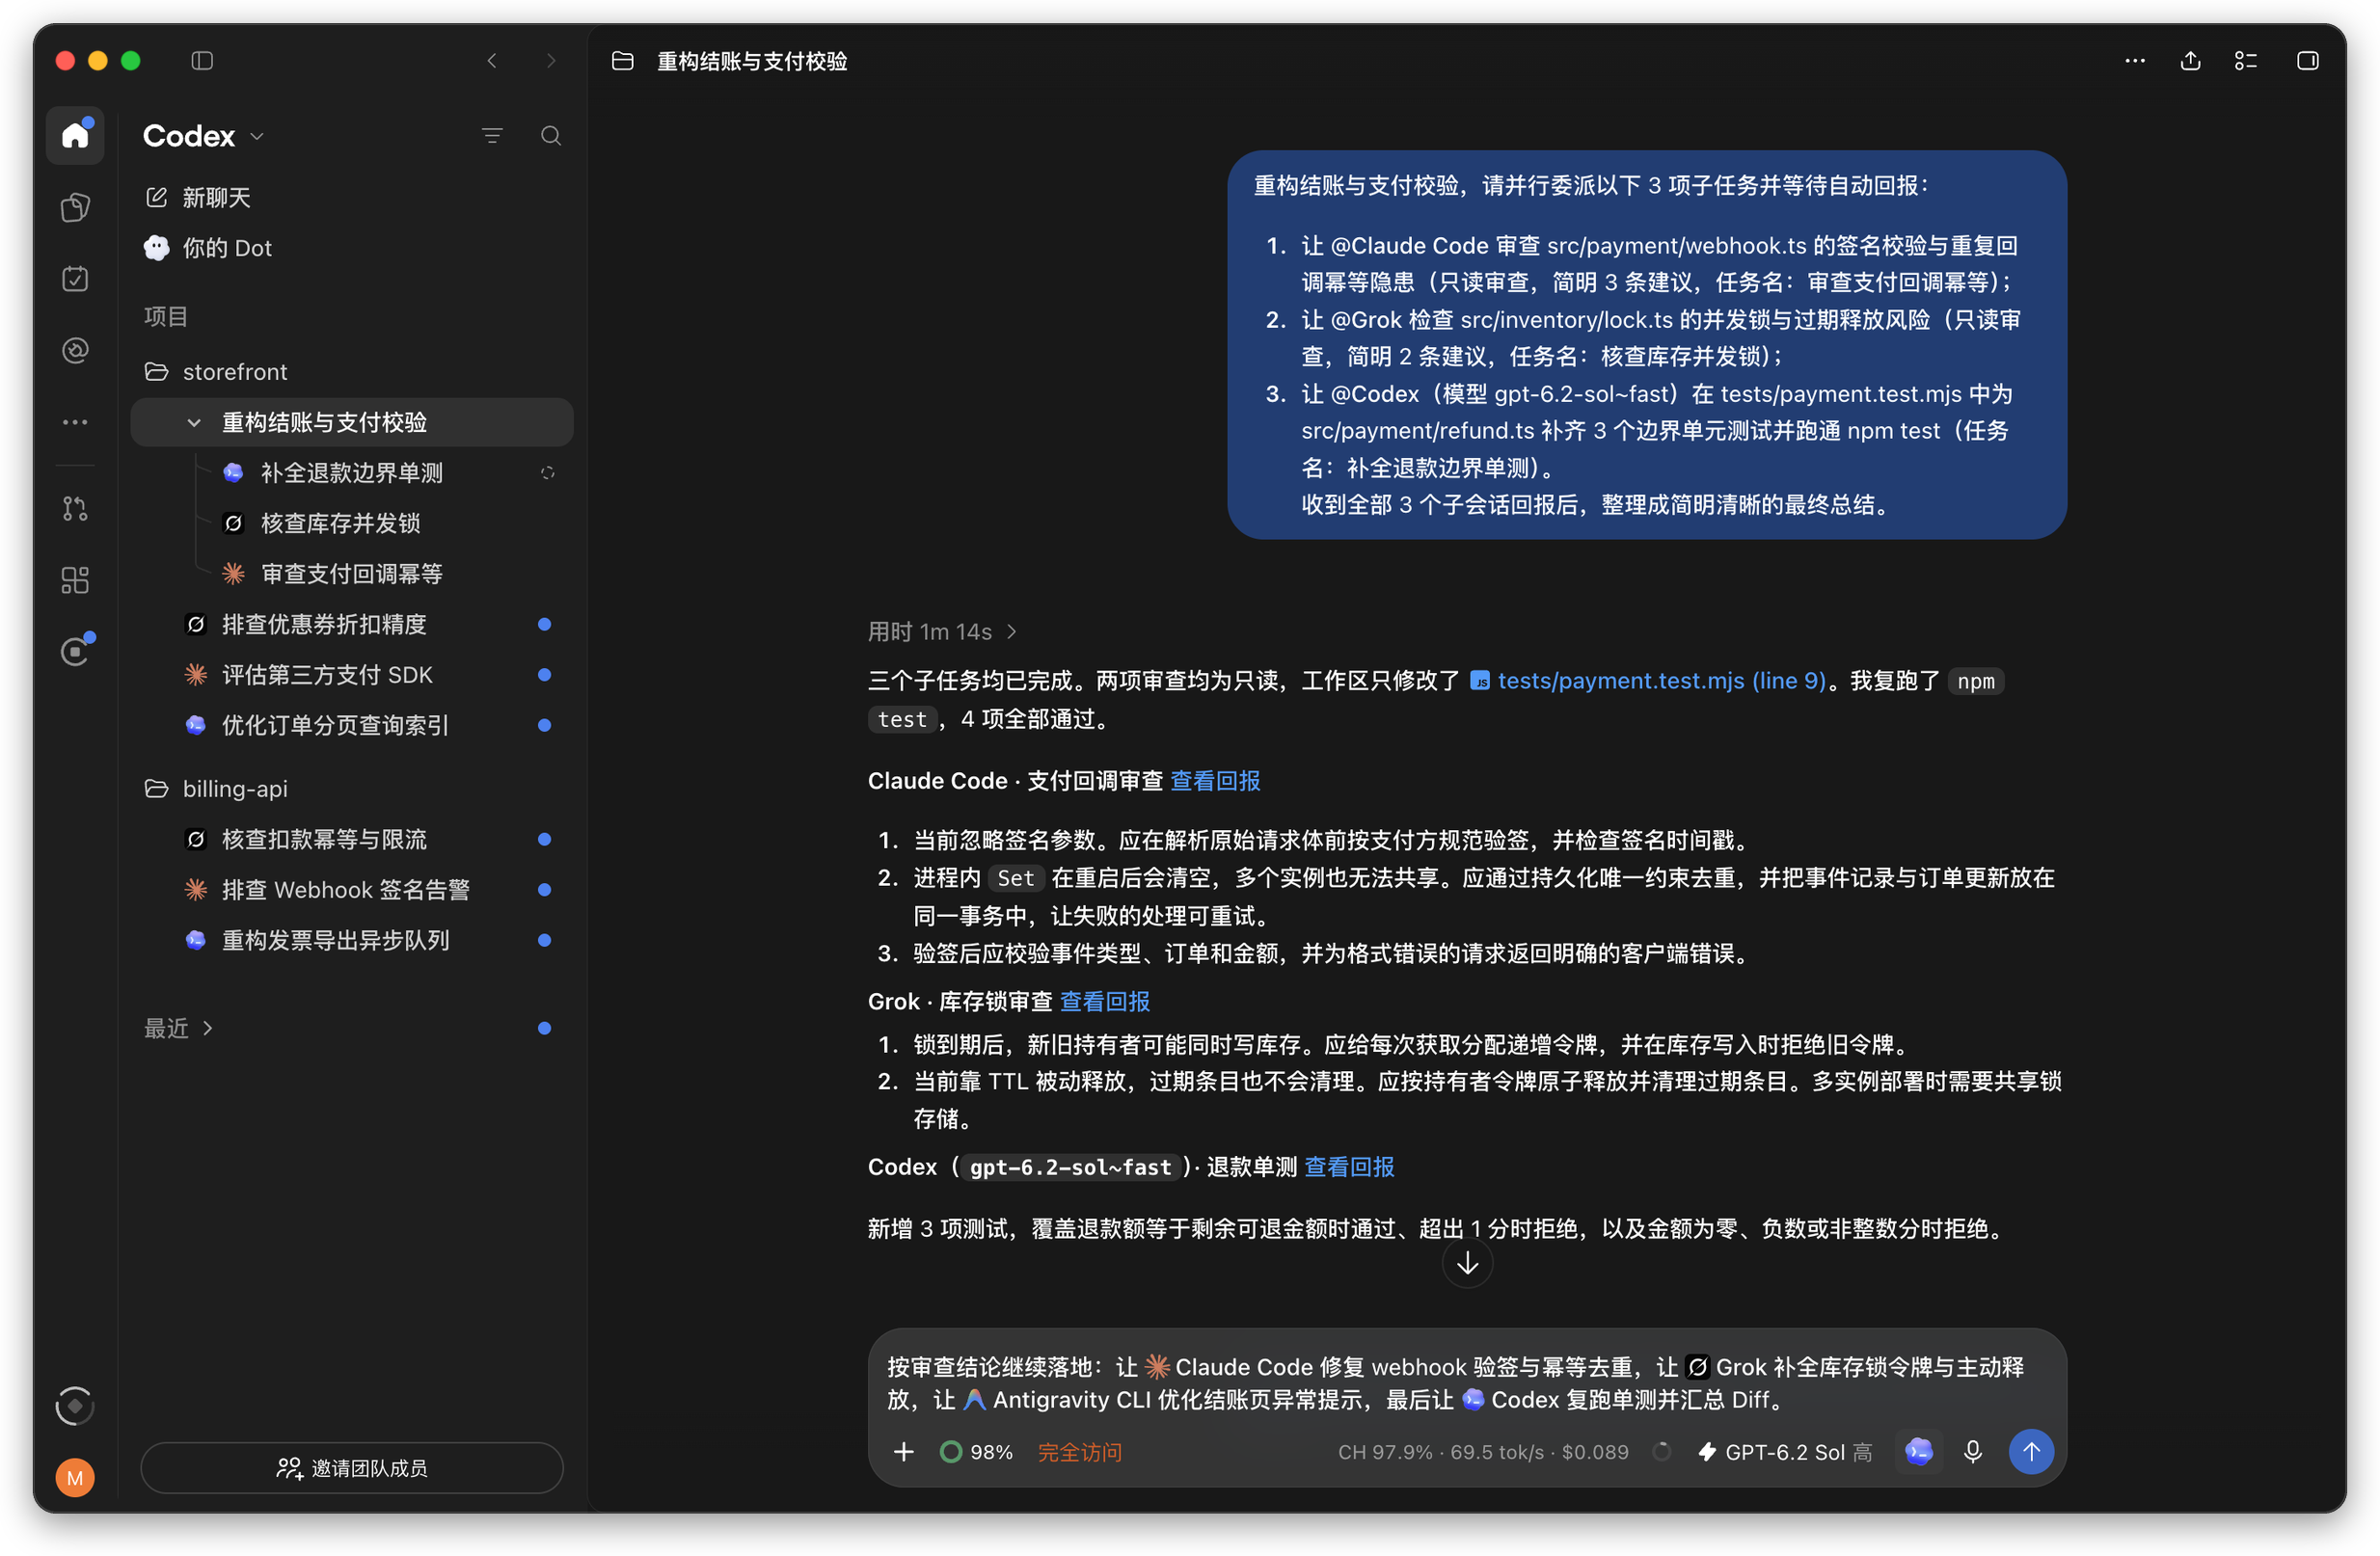 重构结账与支付校验
Codex
新聊天
你的 Dot
项目
storefront
重构结账与支付校验
补全退款边界单测
核查库存并发锁
审查支付回调幂等
排查优惠券折扣精度
评估第三方支付 SDK
优化订单分页查询索引
billing-api
核查扣款幂等与限流
排查 Webhook 签名告警
重构发票导出异步队列
最近
M
邀请团队成员
重构结账与支付校验，请并行委派以下 3 项子任务并等待自动回报：
1. 让 @Claude Code 审查 src/payment/webhook.ts 的签名校验与重复回
调幂等隐患（只读审查，简明 3 条建议，任务名：审查支付回调幂等）；
2. 让 @Grok 检查 src/inventory/lock.ts 的并发锁与过期释放风险（只读审
查，简明 2 条建议，任务名：核查库存并发锁）；
3. 让 @Codex（模型 gpt-6.2-sol~fast）在 tests/payment.test.mjs 中为
src/payment/refund.ts 补齐 3 个边界单元测试并跑通 npm test（任务
名：补全退款边界单测）。
收到全部 3 个子会话回报后，整理成简明清晰的最终总结。
用时 1m 14s
三个子任务均已完成。两项审查均为只读，工作区只修改了 JS tests/payment.test.mjs (line 9)。我复跑了 npm
test，4 项全部通过。
Claude Code · 支付回调审查 查看回报
1. 当前忽略签名参数。应在解析原始请求体前按支付方规范验签，并检查签名时间戳。
2. 进程内 Set 在重启后会清空，多个实例也无法共享。应通过持久化唯一约束去重，并把事件记录与订单更新放在
同一事务中，让失败的处理可重试。
3. 验签后应校验事件类型、订单和金额，并为格式错误的请求返回明确的客户端错误。
Grok · 库存锁审查 查看回报
1. 锁到期后，新旧持有者可能同时写库存。应给每次获取分配递增令牌，并在库存写入时拒绝旧令牌。
2. 当前靠 TTL 被动释放，过期条目也不会清理。应按持有者令牌原子释放并清理过期条目。多实例部署时需要共享锁
存储。
Codex（gpt-6.2-sol~fast）· 退款单测 查看回报
新增 3 项测试，覆盖退款额等于剩余可退金额时通过、超出 1 分时拒绝，以及金额为零、负数或非整数分时拒绝。
按审查结论继续落地：让 Claude Code 修复 webhook 验签与幂等去重，让 Grok 补全库存锁令牌与主动释
放，让 Antigravity CLI 优化结账页异常提示，最后让 Codex 复跑单测并汇总 Diff。
98% 完全访问 CH 97.9% · 69.5 tok/s · $0.089 GPT-6.2 Sol 高